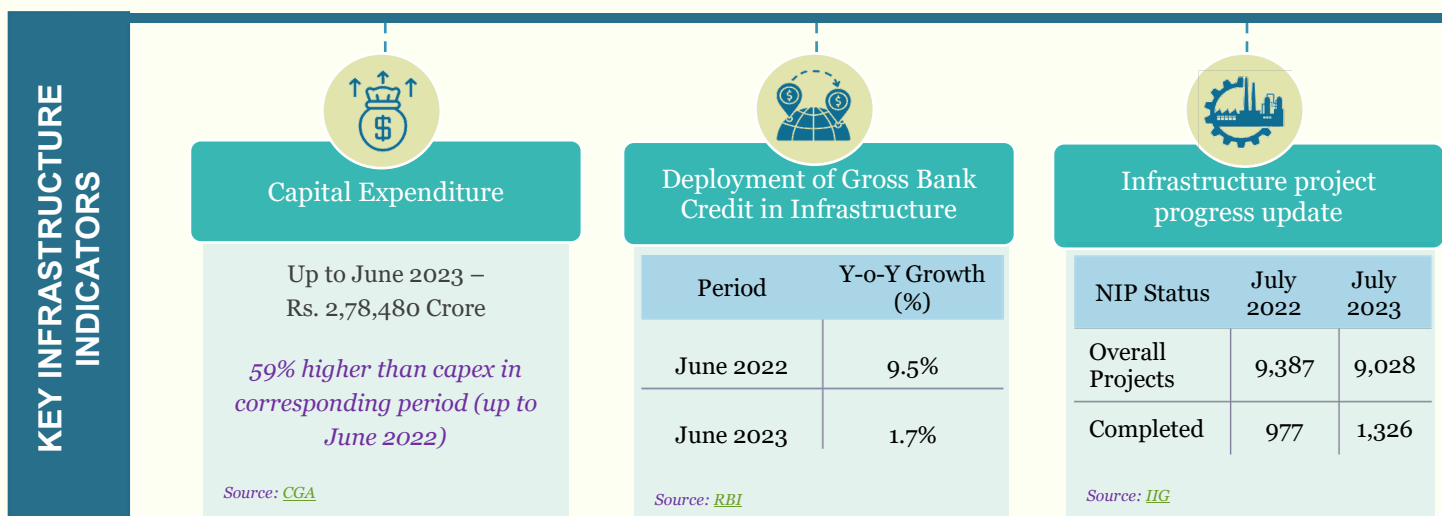 KEY INFRASTRUCTURE
INDICATORS
Capital Expenditure
Up to June 2023 –
Rs. 2,78,480 Crore
59% higher than capex in
corresponding period (up to
June 2022)
Source: CGA
Deployment of Gross Bank
Credit in Infrastructure
Period Y-o-Y Growth
(%)
June 2022 9.5%
June 2023 1.7%
Source: RBI
Infrastructure project
progress update
NIP Status July
2022 July
2023
Overall
Projects 9,387 9,028
Completed 977 1,326
Source: IIG